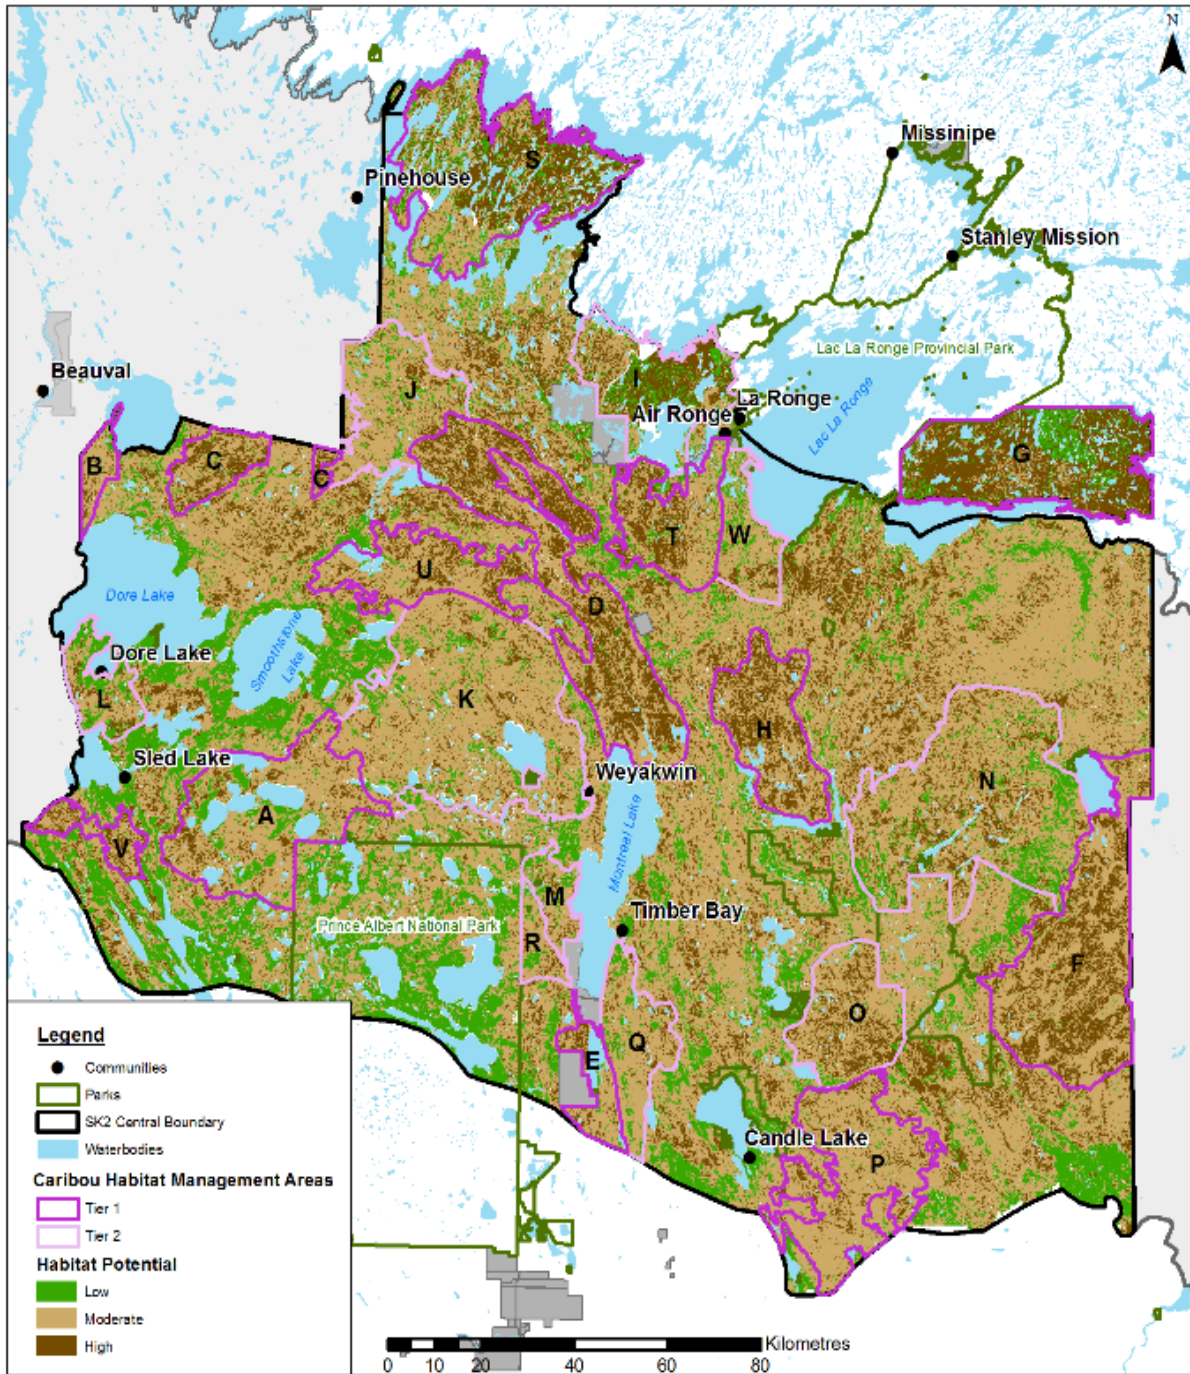 N
Missinipe
S
Pinehouse
Stanley Mission
Lac La Ronge Provincial Park
Beauval
J
I
La Ronge
Air Ronge
Lac La Ronge
B
C
C
G
T
W
U
D
Dore Lake
Smoothstone
Lake
Dore Lake
L
K
H
Sled Lake
Weyakwin
N
A
V
Montreal Lake
M
Timber Bay
Prince Albert National Park
R
F
O
Q
E
Candle Lake
P
Legend
Communities
Parks
SK2 Central Boundary
Waterbodies
Caribou Habitat Management Areas
Tier 1
Tier 2
Habitat Potential
Low
Moderate
High
Kilometres
0 10 20 40 60 80